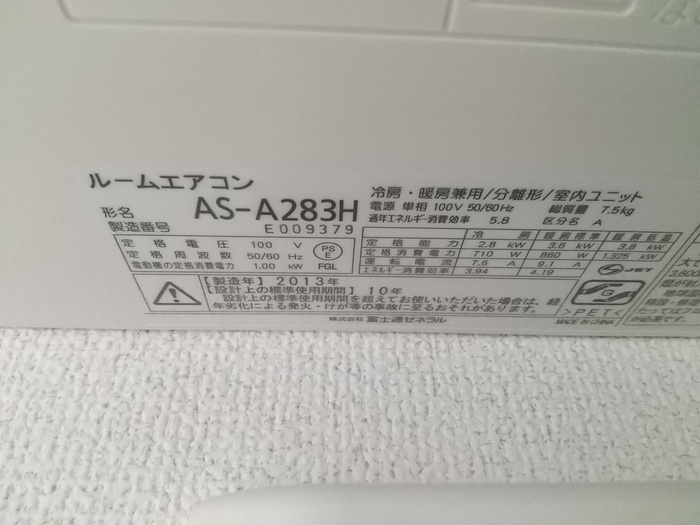 ルームエアコン
形名 AS-A283H
製造番号 E009379
冷房・暖房兼用/分離形/室内ユニット
電源 単相 100V 50/60Hz 総質量 7.5kg
通年エネルギー消費効率 5.8 区分名 A
定格電圧 100 V
定格周波数 50/60 Hz
電動機の定格消費電力 1.00 kW
PS
E
FGL
冷房 暖房標準 暖房低温
定格能力 2.8 kW 3.6 kW 3.8 kW
定格消費電力 710 W 860 W 1,325 kW
運転電流 7.6 A 9.1 A
エネルギー消費効率 3.94 4.19
JET
【製造年】2013年
【設計上の標準使用期間】10年
設計上の標準使用期間を超えてお使いいただいた場合は、経
年劣化による発火・けが等の事故に至るおそれがあります。
>PET<
MADE IN CHINA
株式会社 富士通ゼネラル